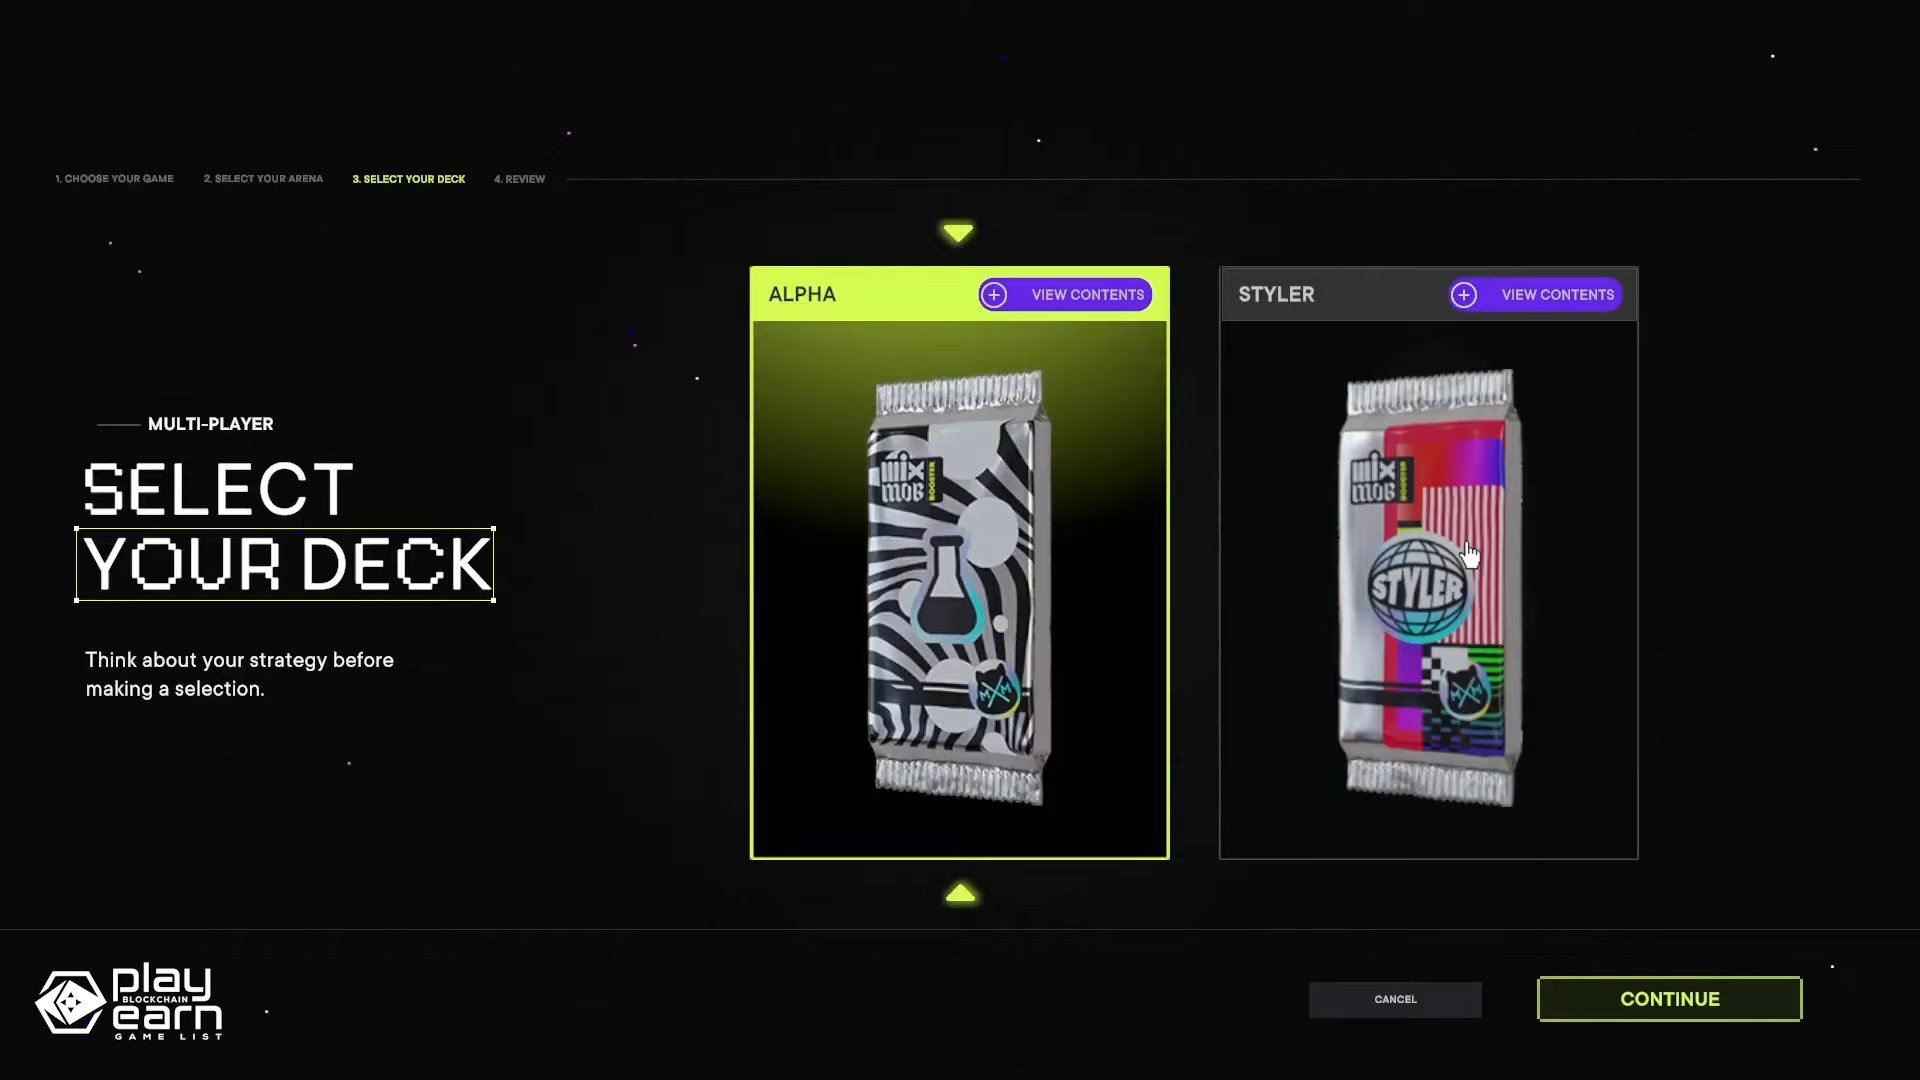 1. CHOOSE YOUR GAME
2. SELECT YOUR ARENA
3. SELECT YOUR DECK
4. REVIEW
MULTI-PLAYER
SELECT
YOUR DECK
Think about your strategy before
making a selection.
ALPHA
VIEW CONTENTS
mix
mob
BOOSTER
MXM
STYLER
VIEW CONTENTS
mix
mob
BOOSTER
STYLER
MXM
play
BLOCKCHAIN
earn
GAME LIST
CANCEL
CONTINUE